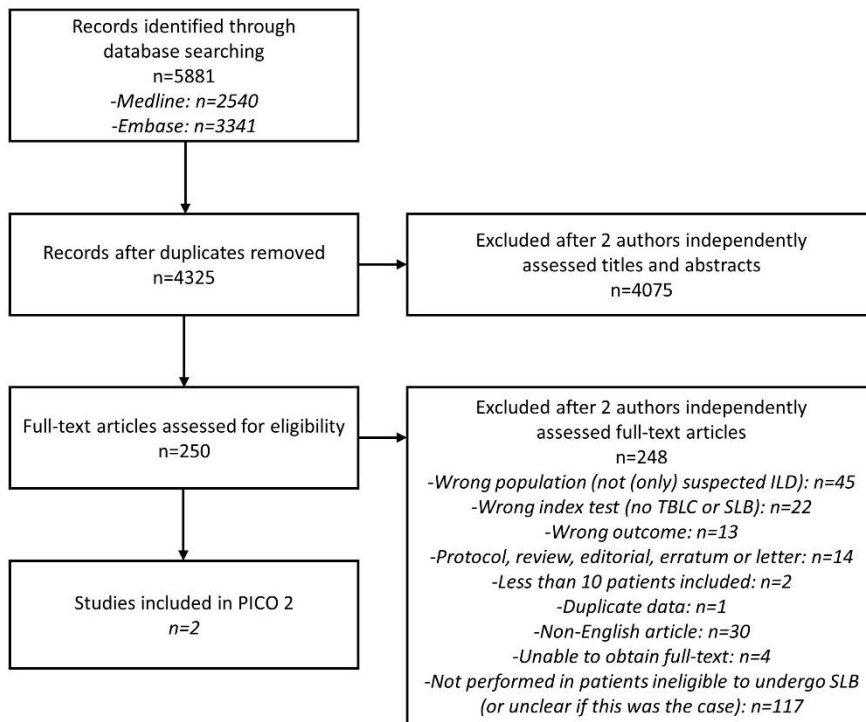 Records identified through
database searching
n=5881
-Medline: n=2540
-Embase: n=3341
Records after duplicates removed
n=4325
Excluded after 2 authors independently
assessed titles and abstracts
n=4075
Full-text articles assessed for eligibility
n=250
Excluded after 2 authors independently
assessed full-text articles
n=248
-Wrong population (not (only) suspected ILD): n=45
-Wrong index test (no TBLC or SLB): n=22
-Wrong outcome: n=13
-Protocol, review, editorial, erratum or letter: n=14
-Less than 10 patients included: n=2
-Duplicate data: n=1
-Non-English article: n=30
-Unable to obtain full-text: n=4
-Not performed in patients ineligible to undergo SLB
(or unclear if this was the case): n=117
Studies included in PICO 2
n=2